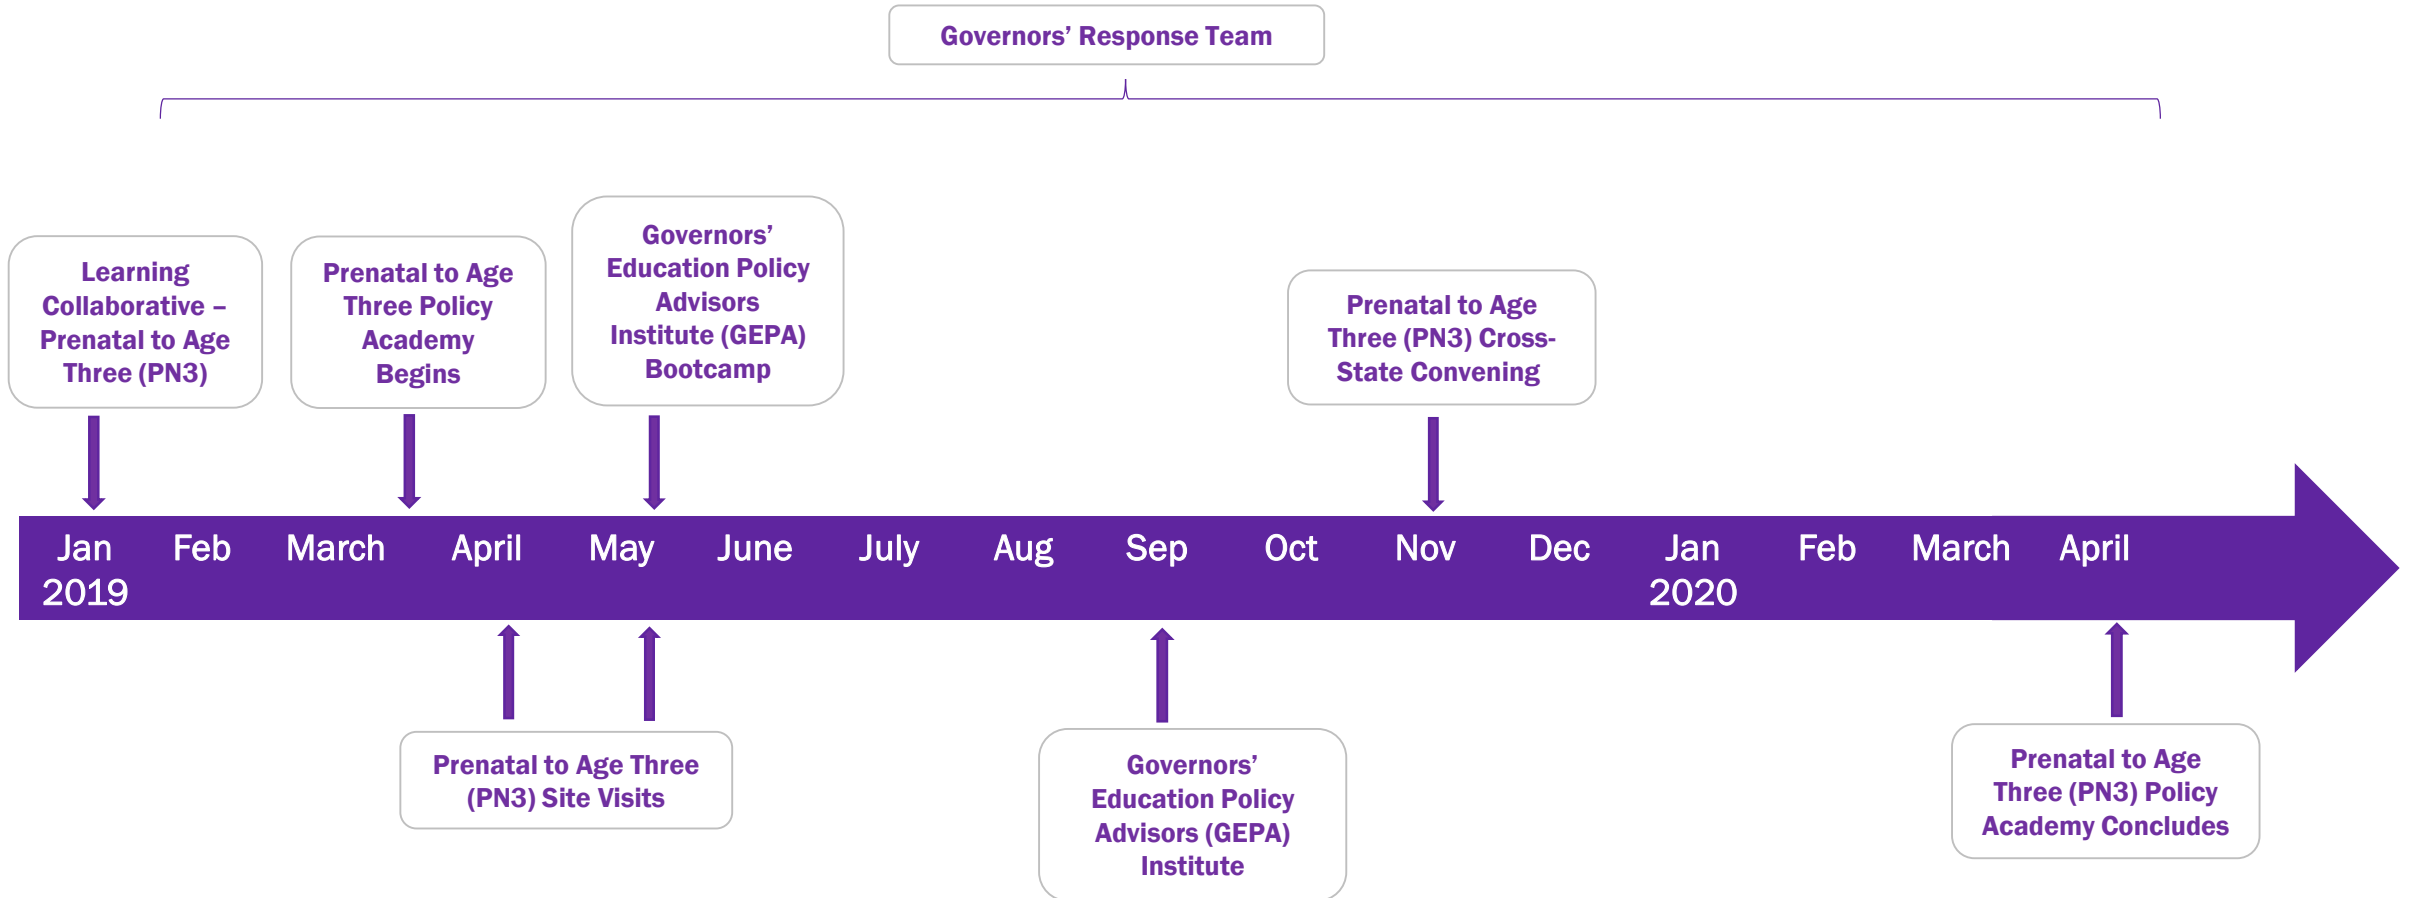 Governors’ Response Team
Learning
Collaborative –
Prenatal to Age
Three (PN3)
Prenatal to Age
Three Policy
Academy
Begins
Governors’
Education Policy
Advisors
Institute (GEPA)
Bootcamp
Prenatal to Age
Three (PN3) Cross-
State Convening
Jan Feb March April May June July Aug Sep Oct Nov Dec Jan Feb March April
2019 2020
Prenatal to Age Three
(PN3) Site Visits
Governors’
Education Policy
Advisors (GEPA)
Institute
Prenatal to Age
Three (PN3) Policy
Academy Concludes